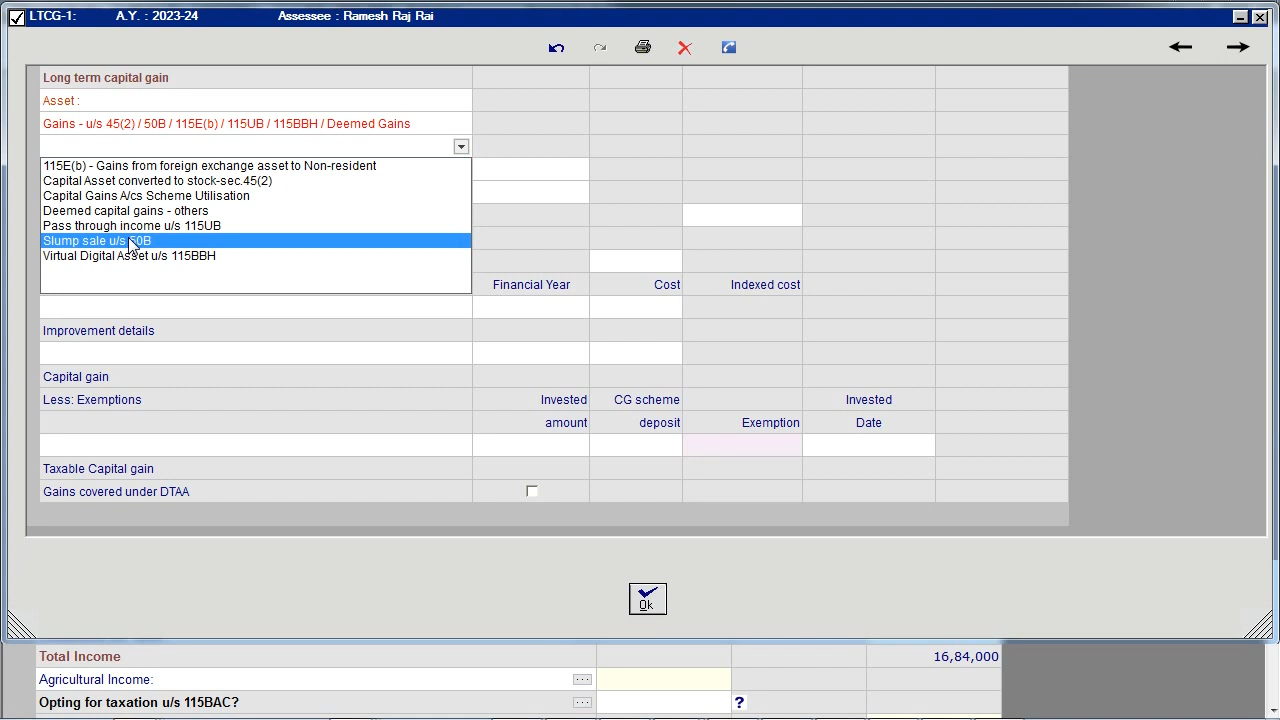 LTCG-1: A.Y. : 2023-24 Assessee : Ramesh Raj Rai
Long term capital gain
Asset :
Gains - u/s 45(2) / 50B / 115E(b) / 115UB / 115BBH / Deemed Gains
115E(b) - Gains from foreign exchange asset to Non-resident
Capital Asset converted to stock-sec.45(2)
Capital Gains A/cs Scheme Utilisation
Deemed capital gains - others
Pass through income u/s 115UB
Slump sale u/s 50B
Virtual Digital Asset u/s 115BBH
Financial Year Cost Indexed cost
Improvement details
Capital gain
Less: Exemptions Invested CG scheme Invested
amount deposit Exemption Date
Taxable Capital gain
Gains covered under DTAA
Ok
Total Income 16,84,000
Agricultural Income: ...
Opting for taxation u/s 115BAC? ... ?